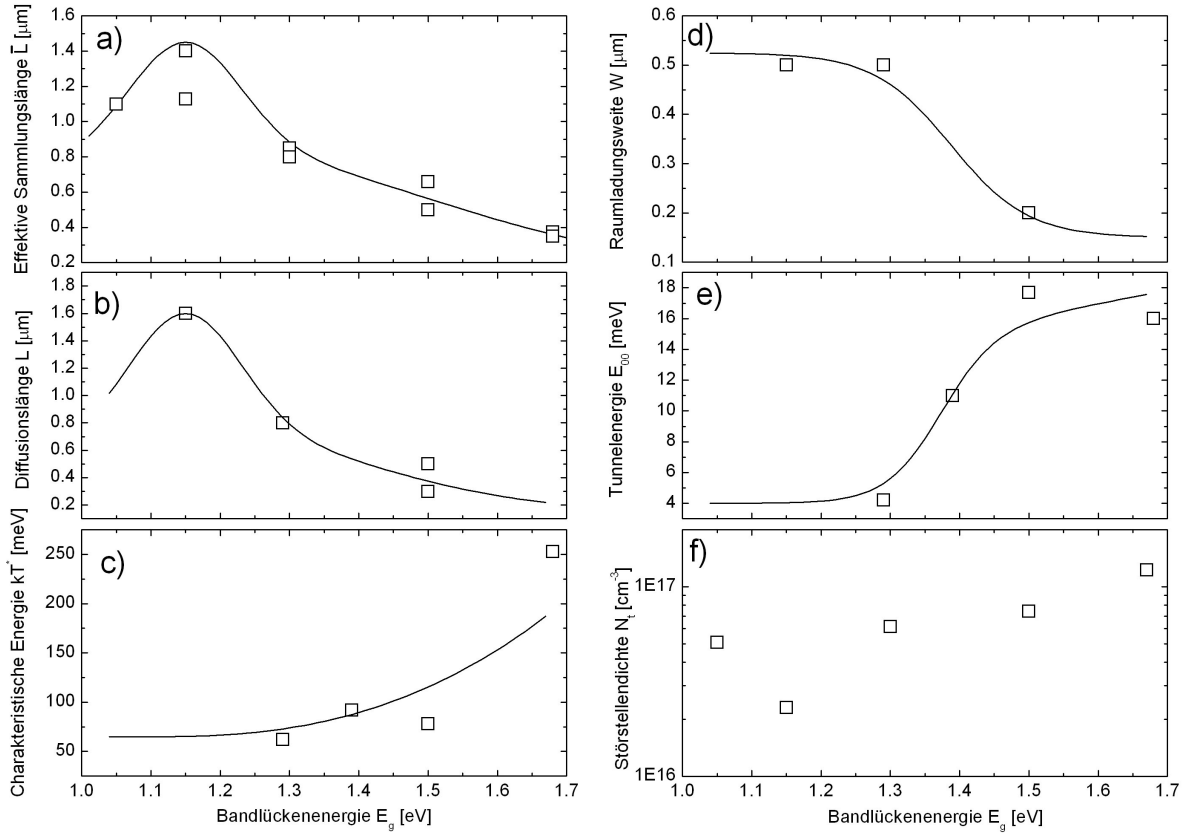 a)
Effektive Sammlungslänge L̄ [µm]
1.6
1.4
1.2
1.0
0.8
0.6
0.4
0.2
b)
Diffusionslänge L [µm]
1.8
1.6
1.4
1.2
1.0
0.8
0.6
0.4
0.2
c)
Charakteristische Energie kT* [meV]
250
200
150
100
50
1.0 1.1 1.2 1.3 1.4 1.5 1.6 1.7
Bandlückenenergie E_g [eV]
d)
Raumladungsweite W [µm]
0.6
0.5
0.4
0.3
0.2
0.1
e)
Tunnelenergie E_00 [meV]
18
16
14
12
10
8
6
4
f)
Störstellendichte N_t [cm⁻³]
1E17
1E16
1.0 1.1 1.2 1.3 1.4 1.5 1.6 1.7
Bandlückenenergie E_g [eV]